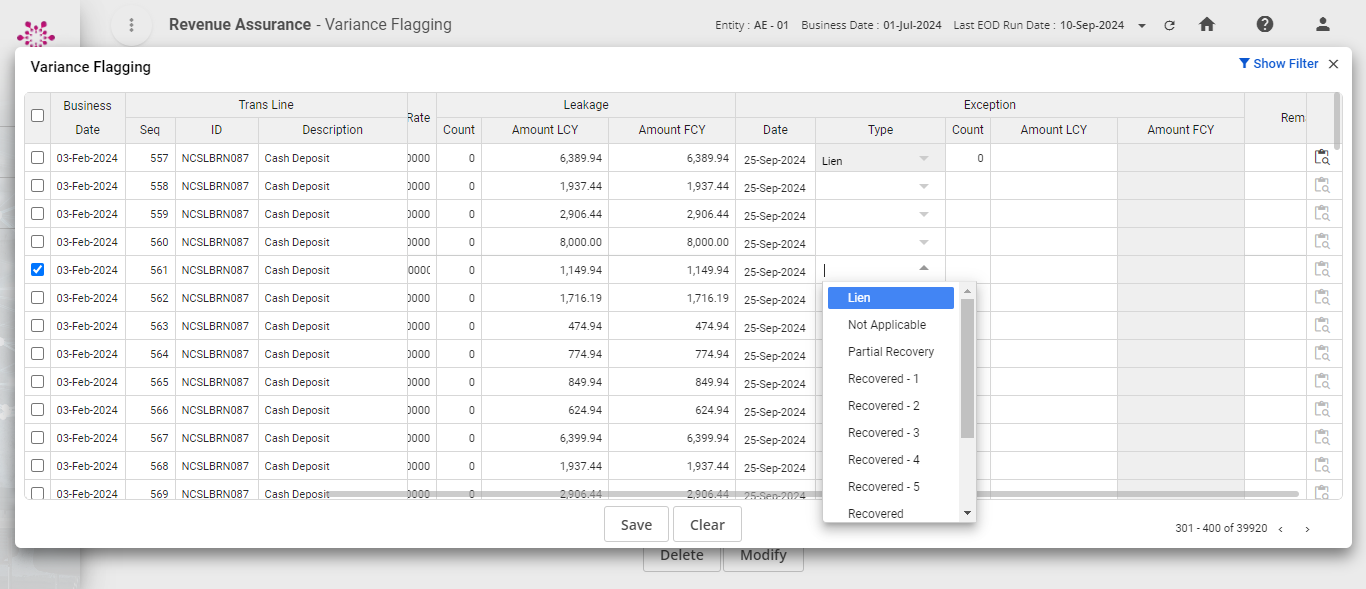 Revenue Assurance - Variance Flagging
Entity : AE - 01 Business Date : 01-Jul-2024 Last EOD Run Date : 10-Sep-2024
Variance Flagging
Show Filter
Business Date Trans Line Rate Leakage Exception Rem
Seq ID Description Count Amount LCY Amount FCY Date Type Count Amount LCY Amount FCY
03-Feb-2024 557 NCSLBRN087 Cash Deposit 0000 0 6,389.94 6,389.94 25-Sep-2024 Lien 0
03-Feb-2024 558 NCSLBRN087 Cash Deposit 0000 0 1,937.44 1,937.44 25-Sep-2024
03-Feb-2024 559 NCSLBRN087 Cash Deposit 0000 0 2,906.44 2,906.44 25-Sep-2024
03-Feb-2024 560 NCSLBRN087 Cash Deposit 0000 0 8,000.00 8,000.00 25-Sep-2024
03-Feb-2024 561 NCSLBRN087 Cash Deposit 0000 0 1,149.94 1,149.94 25-Sep-2024
03-Feb-2024 562 NCSLBRN087 Cash Deposit 0000 0 1,716.19 1,716.19 25-Sep-2024
03-Feb-2024 563 NCSLBRN087 Cash Deposit 0000 0 474.94 474.94 25-Sep-2024
03-Feb-2024 564 NCSLBRN087 Cash Deposit 0000 0 774.94 774.94 25-Sep-2024
03-Feb-2024 565 NCSLBRN087 Cash Deposit 0000 0 849.94 849.94 25-Sep-2024
03-Feb-2024 566 NCSLBRN087 Cash Deposit 0000 0 624.94 624.94 25-Sep-2024
03-Feb-2024 567 NCSLBRN087 Cash Deposit 0000 0 6,399.94 6,399.94 25-Sep-2024
03-Feb-2024 568 NCSLBRN087 Cash Deposit 0000 0 1,937.44 1,937.44 25-Sep-2024
03-Feb-2024 569 NCSLBRN087 Cash Deposit 0000 0 2,906.44 2,906.44 25-Sep-2024
Lien
Not Applicable
Partial Recovery
Recovered - 1
Recovered - 2
Recovered - 3
Recovered - 4
Recovered - 5
Recovered
Save Clear
301 - 400 of 39920
Delete Modify